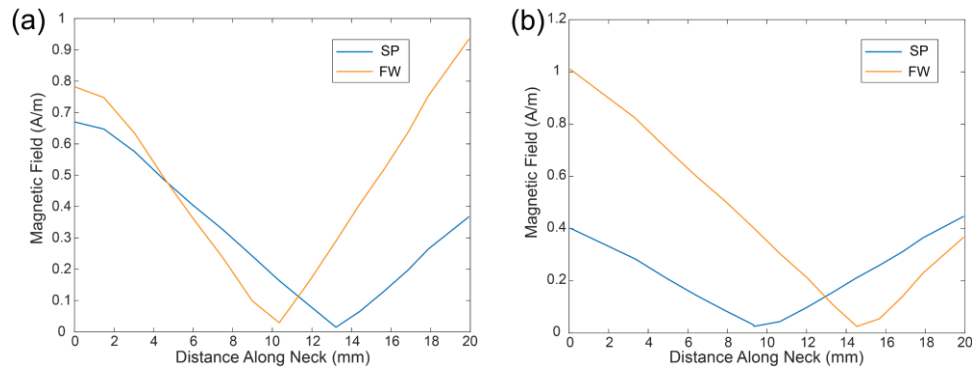 (a)
Magnetic Field (A/m)
1
0.9
0.8
0.7
0.6
0.5
0.4
0.3
0.2
0.1
0
SP
FW
0 2 4 6 8 10 12 14 16 18 20
Distance Along Neck (mm)
(b)
Magnetic Field (A/m)
1.2
1
0.8
0.6
0.4
0.2
0
SP
FW
0 2 4 6 8 10 12 14 16 18 20
Distance Along Neck (mm)